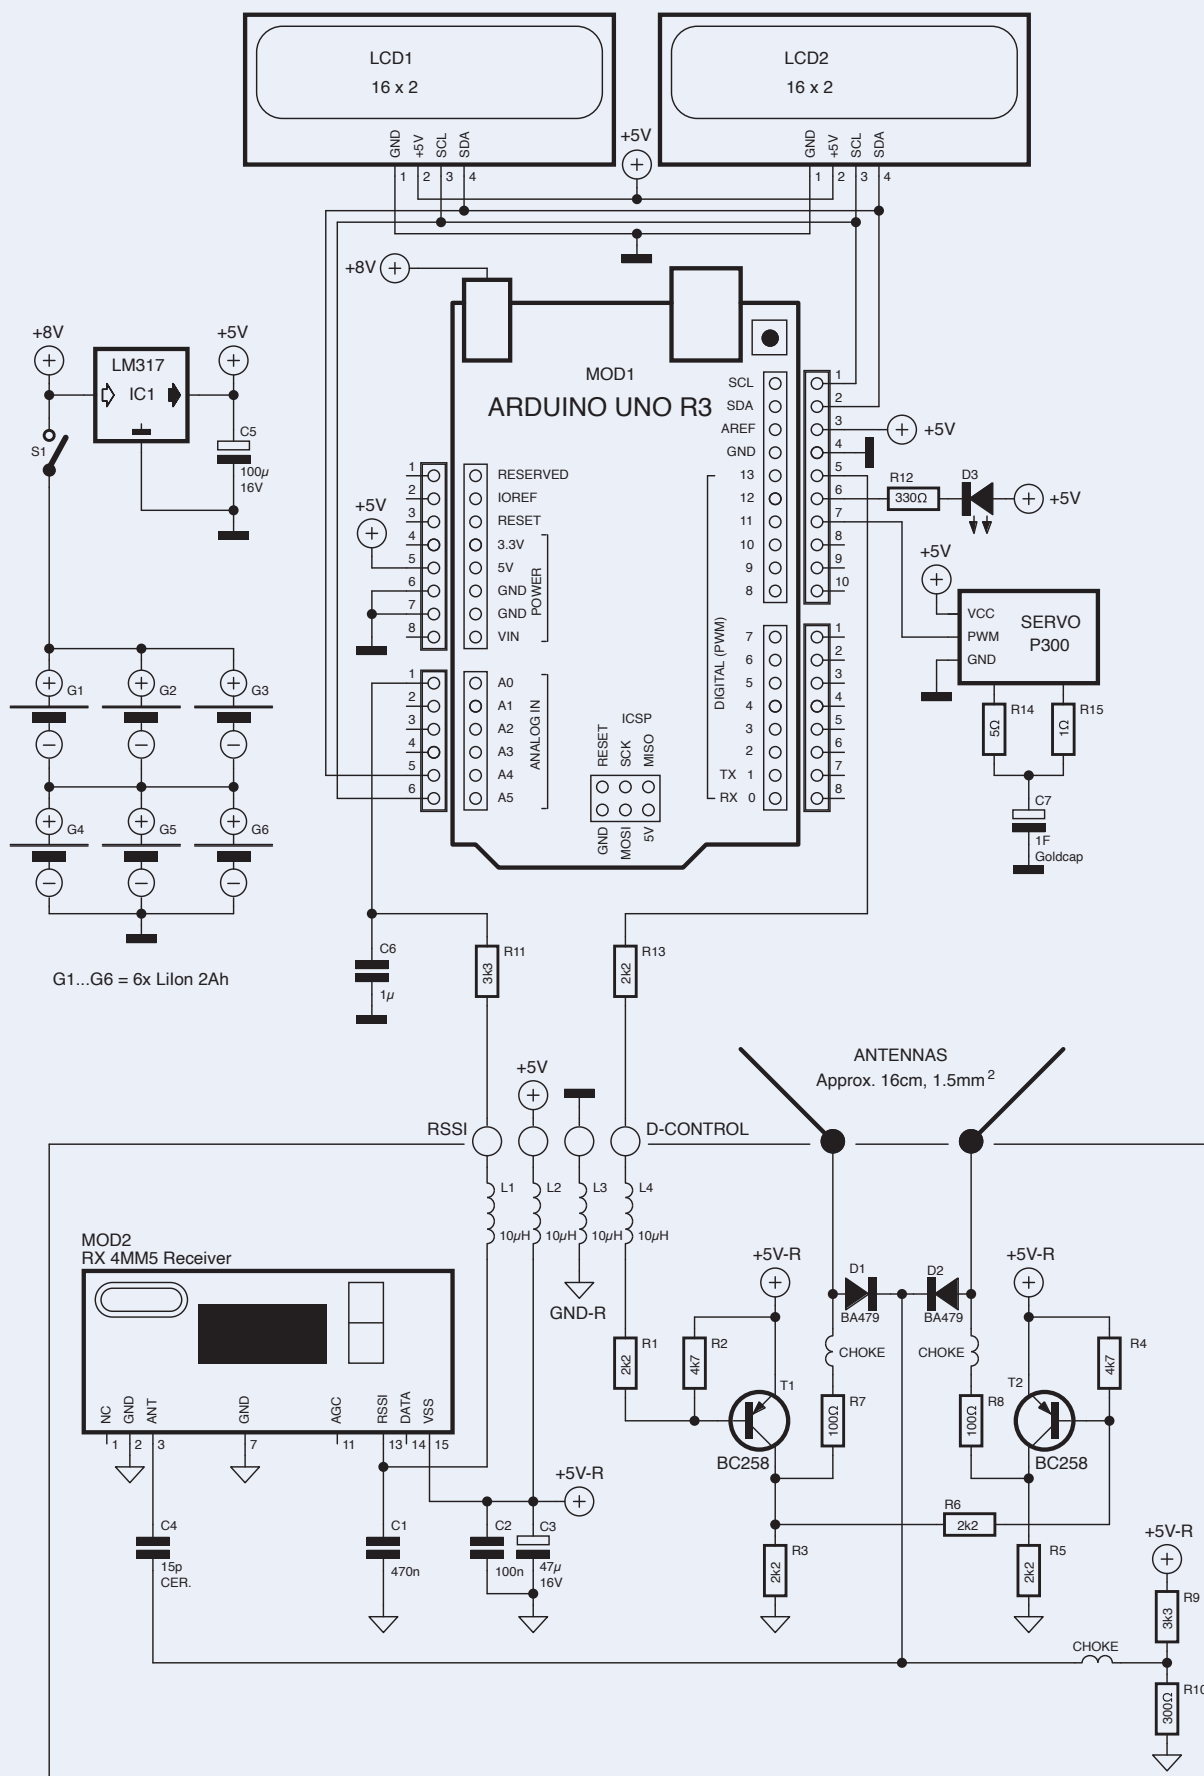 LCD1
16 x 2
GND
+5V
SCL
SDA
1
2
3
4
+5V
LCD2
16 x 2
GND
+5V
SCL
SDA
1
2
3
4
+8V
+8V
LM317
IC1
+5V
S1
C5
100µ
16V
MOD1
ARDUINO UNO R3
1
2
3
4
5
6
7
8
+5V
RESERVED
IOREF
RESET
3.3V
5V
GND
GND
VIN
POWER
1
2
3
4
5
6
A0
A1
A2
A3
A4
A5
ANALOG IN
SCL
SDA
AREF
GND
13
12
11
10
9
8
1
2
3
4
5
6
7
8
9
10
7
6
5
4
3
2
TX 1
RX 0
DIGITAL (PWM)
1
2
3
4
5
6
7
8
ICSP
RESET
SCK
MISO
GND
MOSI
5V
+5V
R12
330Ω
D3
+5V
+5V
VCC
PWM
GND
SERVO
P300
R14
5Ω
R15
1Ω
C7
1F
Goldcap
G1
G2
G3
G4
G5
G6
G1...G6 = 6x LiIon 2Ah
C6
1µ
R11
3k3
R13
2k2
ANTENNAS
Approx. 16cm, 1.5mm²
+5V
RSSI
D-CONTROL
L1
10µH
L2
10µH
L3
10µH
L4
10µH
GND-R
MOD2
RX 4MM5 Receiver
NC
GND
ANT
GND
AGC
RSSI
DATA
VSS
1
2
3
7
11
13
14
15
+5V-R
C4
15p
CER.
C1
470n
C2
100n
C3
47µ
16V
R1
2k2
R2
4k7
+5V-R
T1
BC258
D1
BA479
D2
BA479
CHOKE
CHOKE
R7
100Ω
R8
100Ω
+5V-R
R4
4k7
T2
BC258
R6
2k2
R3
2k2
R5
2k2
+5V-R
R9
3k3
CHOKE
R10
300Ω